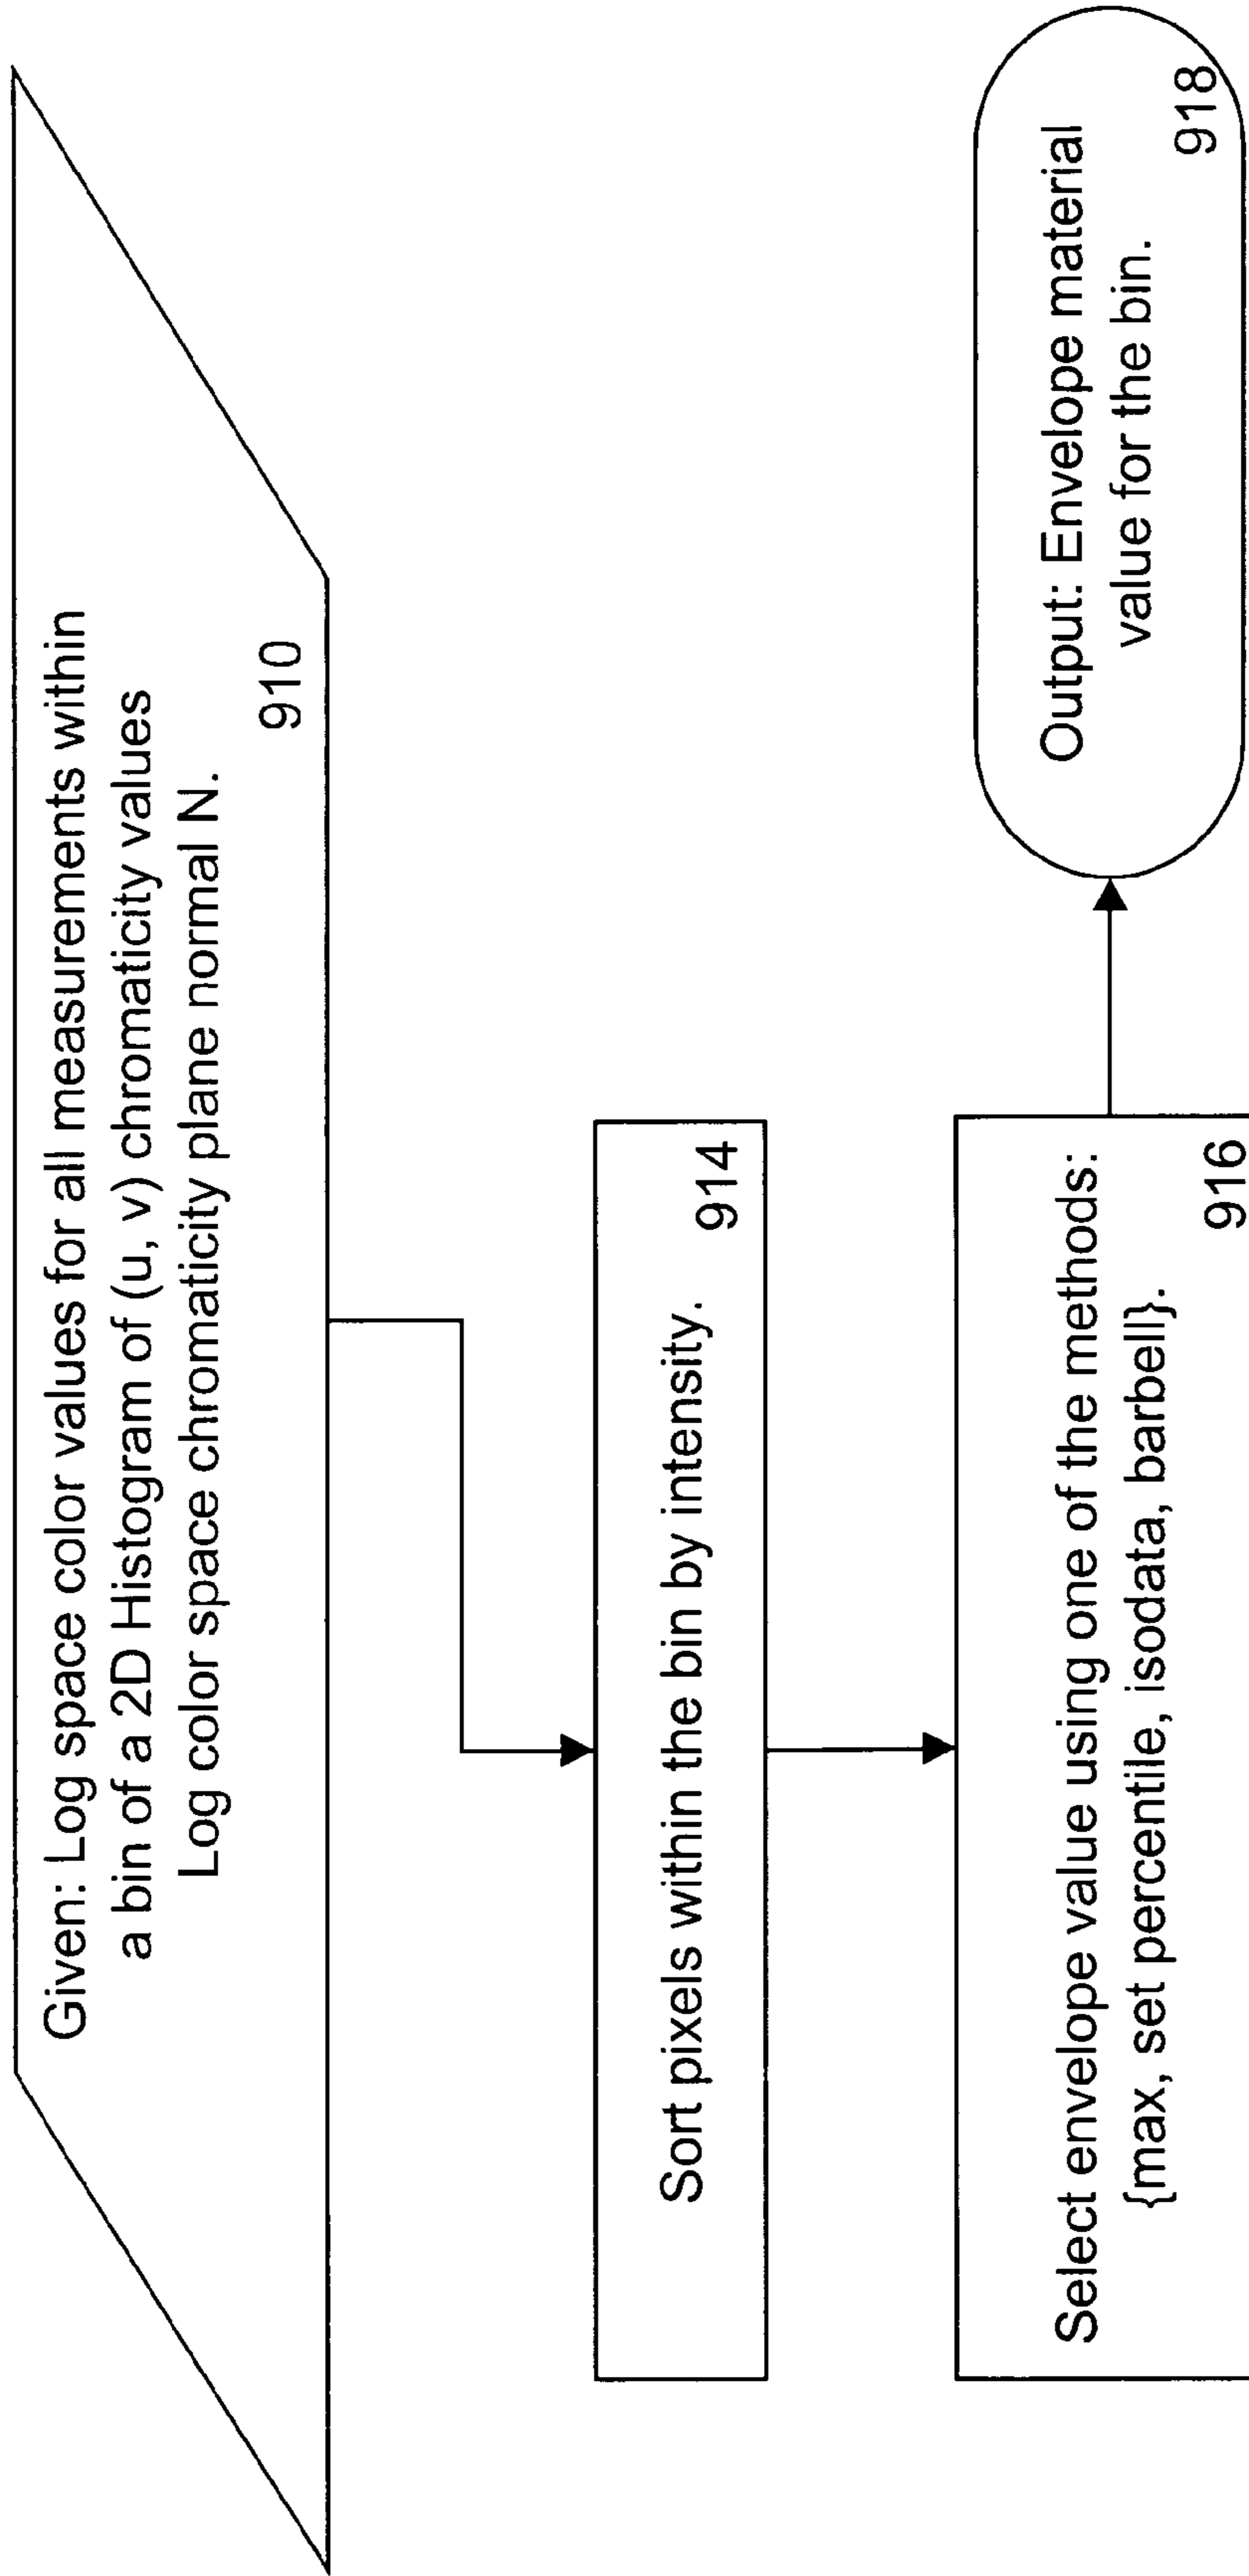 Given: Log space color values for all measurements within
a bin of a 2D Histogram of (u, v) chromaticity values
Log color space chromaticity plane normal N.
910
Sort pixels within the bin by intensity.
914
Select envelope value using one of the methods:
{max, set percentile, isodata, barbell}.
916
Output: Envelope material
value for the bin.
918